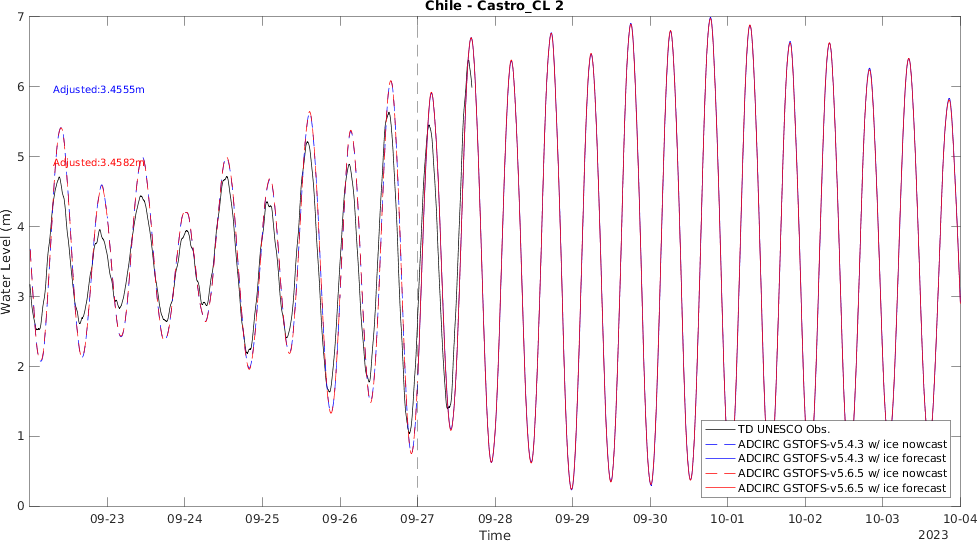 Chile - Castro_CL 2
7
6
5
4
3
2
1
0
Water Level (m)
Adjusted:3.4555m
Adjusted:3.4582m
TD UNESCO Obs.
ADCIRC GSTOFS-v5.4.3 w/ ice nowcast
ADCIRC GSTOFS-v5.4.3 w/ ice forecast
ADCIRC GSTOFS-v5.6.5 w/ ice nowcast
ADCIRC GSTOFS-v5.6.5 w/ ice forecast
09-23 09-24 09-25 09-26 09-27 09-28 09-29 09-30 10-01 10-02 10-03 10-04
Time
2023